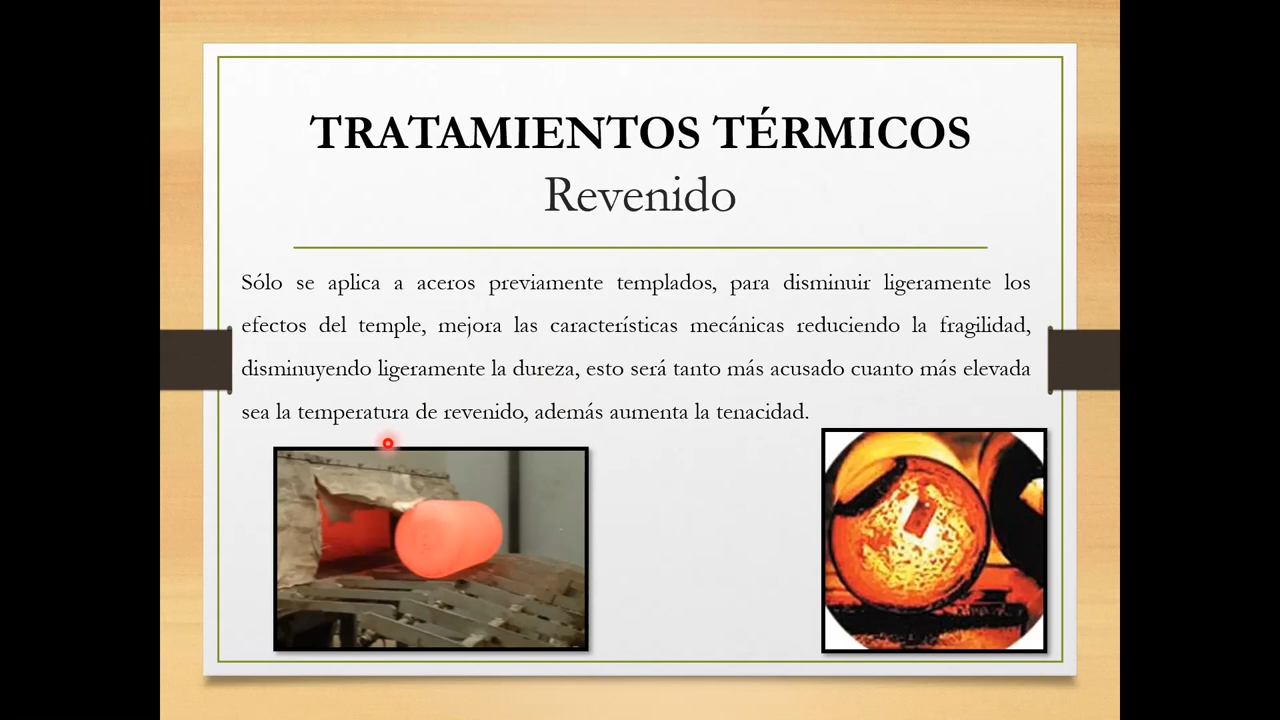 TRATAMIENTOS TÉRMICOS
Revenido
Sólo se aplica a aceros previamente templados, para disminuir ligeramente los
efectos del temple, mejora las características mecánicas reduciendo la fragilidad,
disminuyendo ligeramente la dureza, esto será tanto más acusado cuanto más elevada
sea la temperatura de revenido, además aumenta la tenacidad.